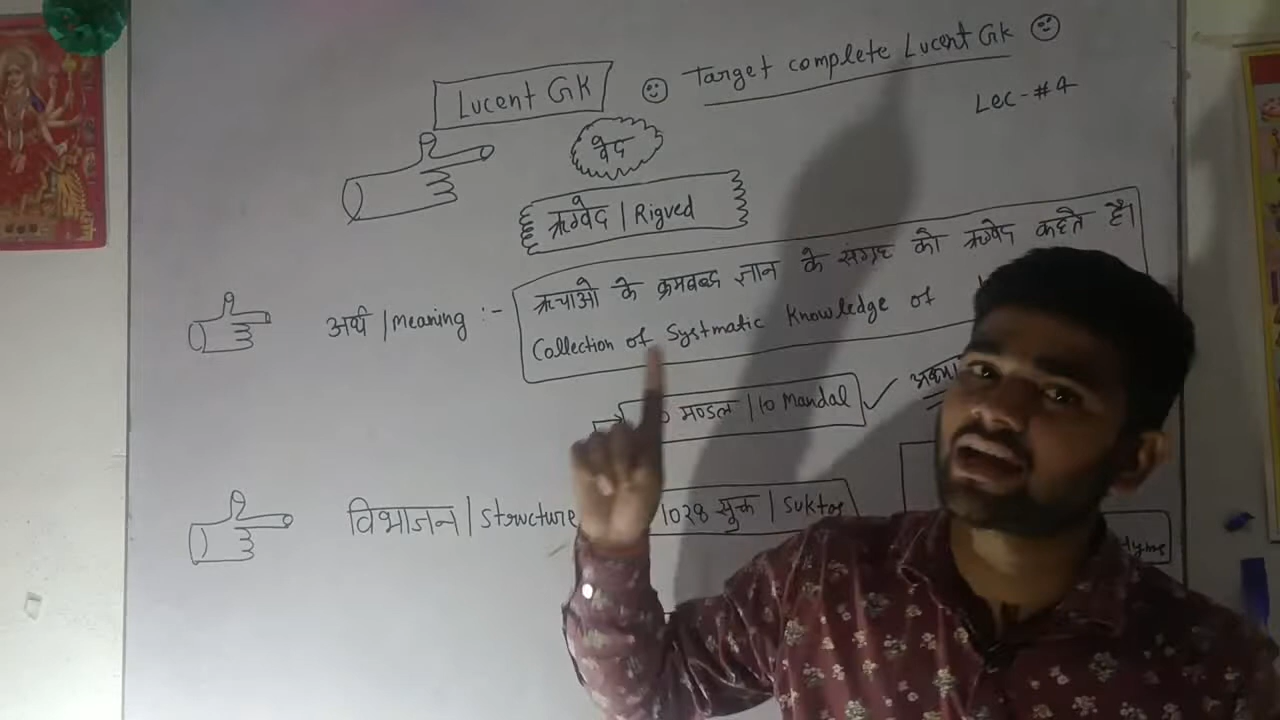 Lucent GK
Target complete Lucent GK
Lec-#4
वेद
ऋग्वेद | Rigved
अर्थ | meaning :-
ऋचाओ के क्रमबद्ध ज्ञान के संग्रह को ऋग्वेद कहते है।
Collection of Systmatic Knowledge of
मण्डल | 10 Mandal
विभाजन | Structure
1028 सूक्त | Suktas